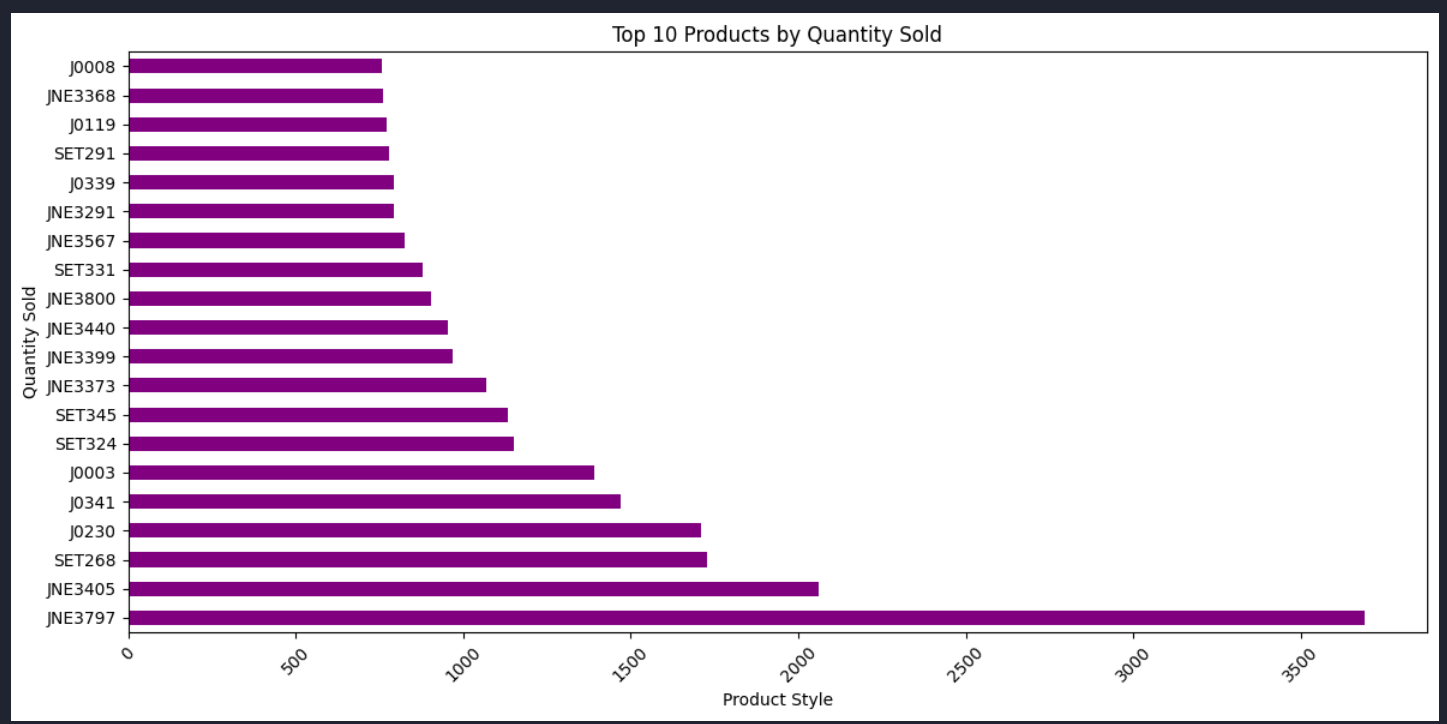 Top 10 Products by Quantity Sold
J0008
JNE3368
J0119
SET291
J0339
JNE3291
JNE3567
SET331
JNE3800
JNE3440
JNE3399
JNE3373
SET345
SET324
J0003
J0341
J0230
SET268
JNE3405
JNE3797
Quantity Sold
0
500
1000
1500
2000
2500
3000
3500
Product Style